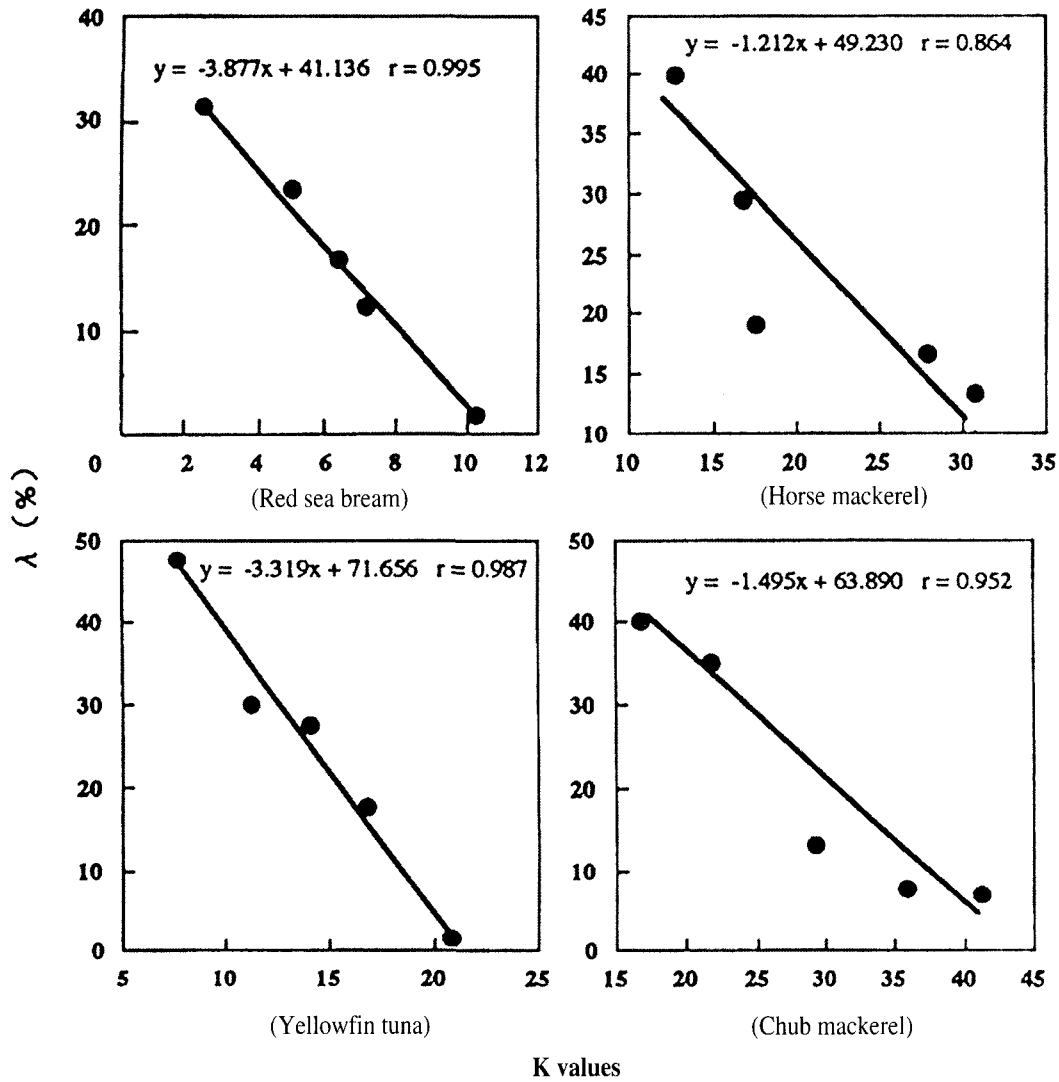 40
30
20
10
0
y = -3.877x + 41.136 r = 0.995
2 4 6 8 10 12
(Red sea bream)
45
40
35
30
25
20
15
10
y = -1.212x + 49.230 r = 0.864
10 15 20 25 30 35
(Horse mackerel)
λ (%)
50
40
30
20
10
0
y = -3.319x + 71.656 r = 0.987
5 10 15 20 25
(Yellowfin tuna)
50
40
30
20
10
0
y = -1.495x + 63.890 r = 0.952
15 20 25 30 35 40 45
(Chub mackerel)
K values